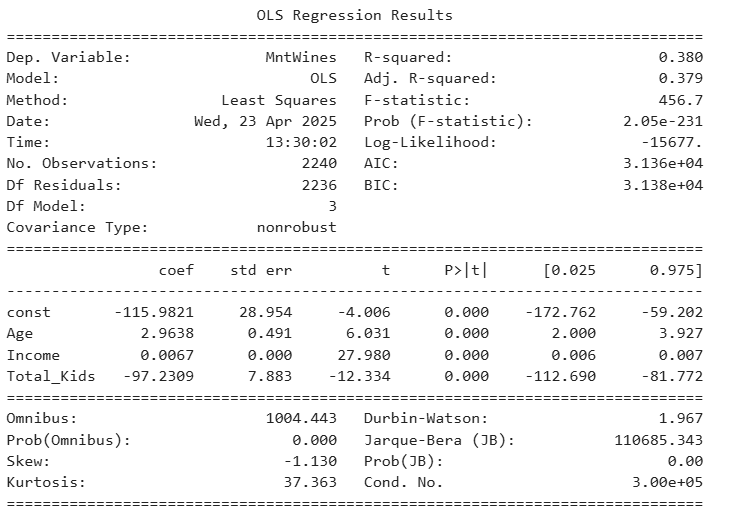 OLS Regression Results
==============================================================================
Dep. Variable:               MntWines   R-squared:                       0.380
Model:                            OLS   Adj. R-squared:                  0.379
Method:                 Least Squares   F-statistic:                     456.7
Date:                Wed, 23 Apr 2025   Prob (F-statistic):          2.05e-231
Time:                        13:30:02   Log-Likelihood:                -15677.
No. Observations:                2240   AIC:                         3.136e+04
Df Residuals:                    2236   BIC:                         3.138e+04
Df Model:                           3
Covariance Type:            nonrobust
==============================================================================
                 coef    std err          t      P>|t|      [0.025      0.975]
------------------------------------------------------------------------------
const       -115.9821     28.954     -4.006      0.000    -172.762     -59.202
Age            2.9638      0.491      6.031      0.000       2.000       3.927
Income         0.0067      0.000     27.980      0.000       0.006       0.007
Total_Kids   -97.2309      7.883    -12.334      0.000    -112.690     -81.772
==============================================================================
Omnibus:                     1004.443   Durbin-Watson:                   1.967
Prob(Omnibus):                  0.000   Jarque-Bera (JB):           110685.343
Skew:                          -1.130   Prob(JB):                         0.00
Kurtosis:                      37.363   Cond. No.                     3.00e+05
==============================================================================